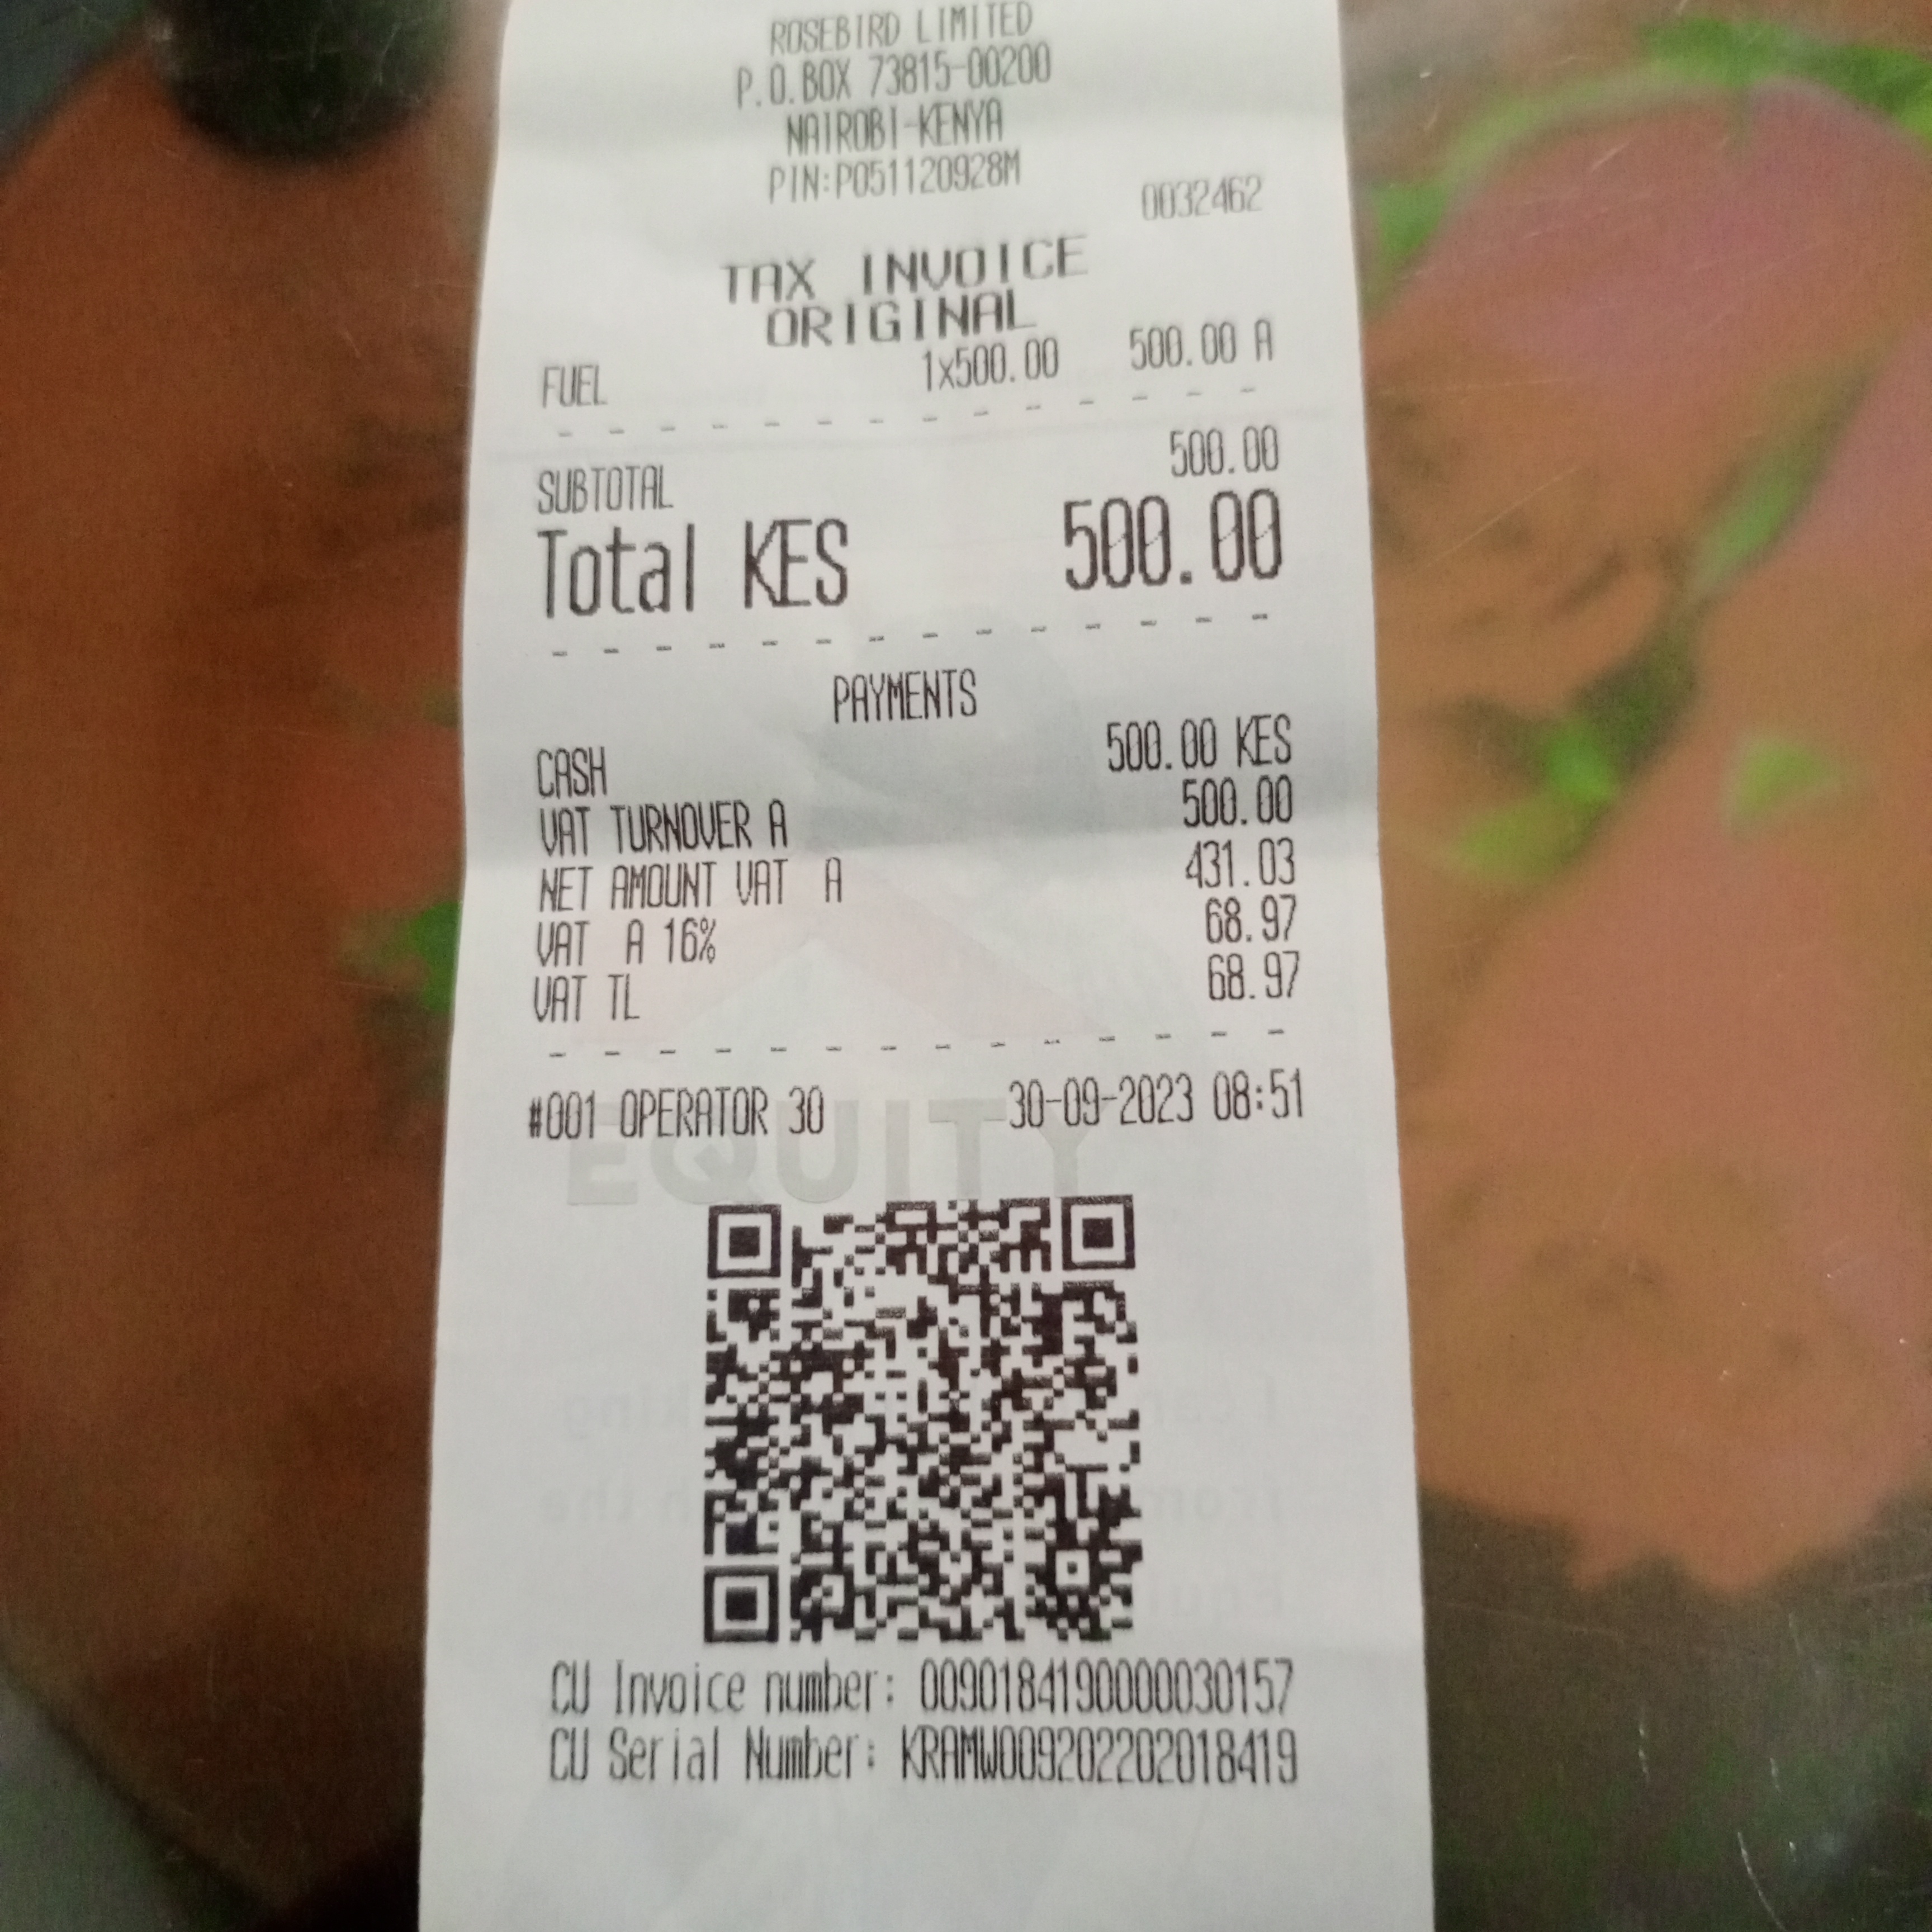 ROSEBIRD LIMITED
P.O.BOX 73815-00200
NAIROBI-KENYA
PIN:P051120928M
0032462
TAX INVOICE
ORIGINAL
FUEL 1x500.00 500.00 A
SUBTOTAL 500.00
Total KES 500.00
PAYMENTS
CASH 500.00 KES
VAT TURNOVER A 500.00
NET AMOUNT VAT A 431.03
VAT A 16% 68.97
VAT TL 68.97
#001 OPERATOR 30 30-09-2023 08:51
EQUITY
CU Invoice number: 0090184190000030157
CU Serial Number: KRAMW009202202018419